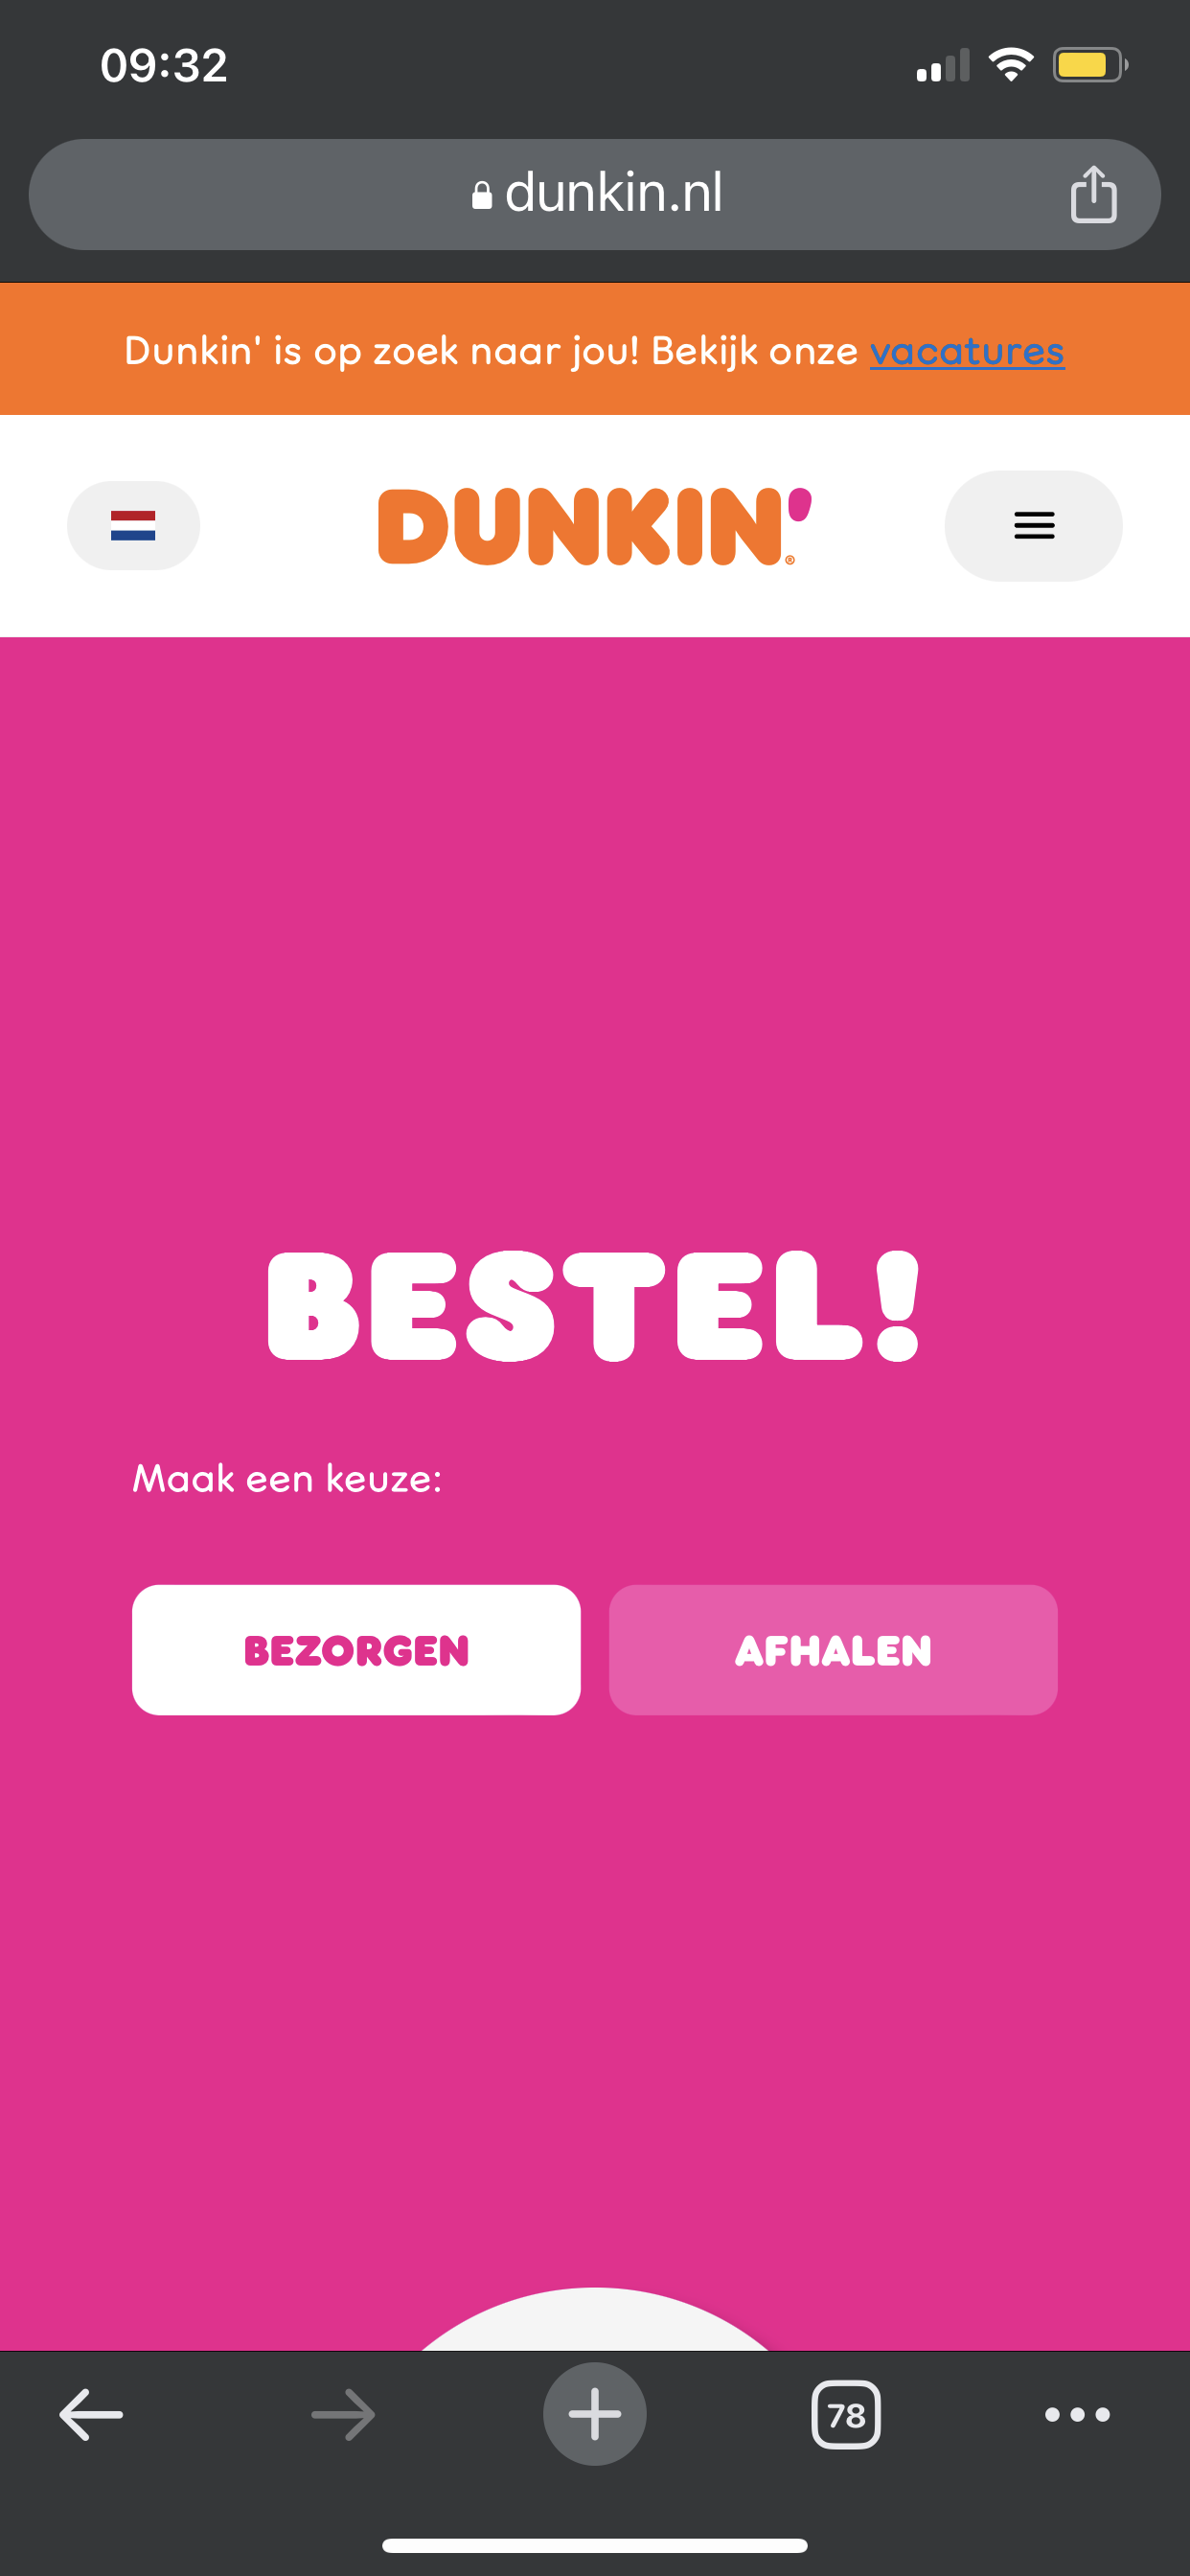 09:32
dunkin.nl
Dunkin' is op zoek naar jou! Bekijk onze vacatures
DUNKIN'®
BESTEL!
Maak een keuze:
BEZORGEN
AFHALEN
78